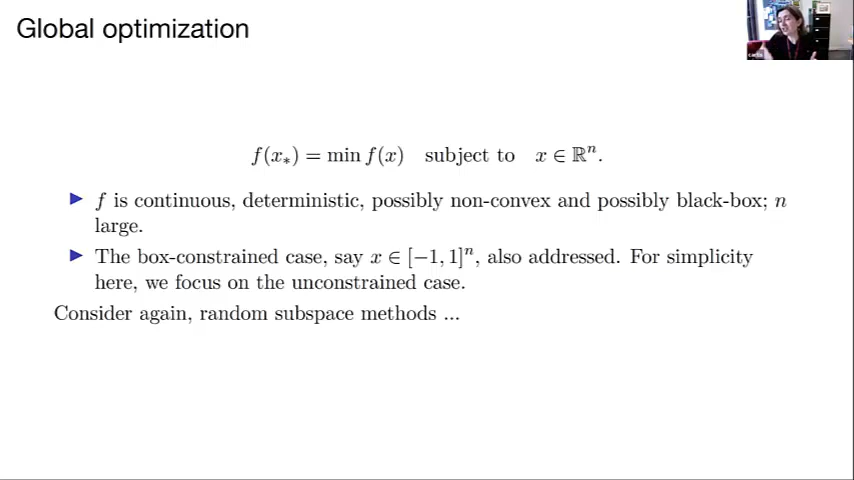 Global optimization
f(x∗) = min f(x) subject to x ∈ ℝⁿ.
▶ f is continuous, deterministic, possibly non-convex and possibly black-box; n
large.
▶ The box-constrained case, say x ∈ [−1, 1]ⁿ, also addressed. For simplicity
here, we focus on the unconstrained case.
Consider again, random subspace methods ...